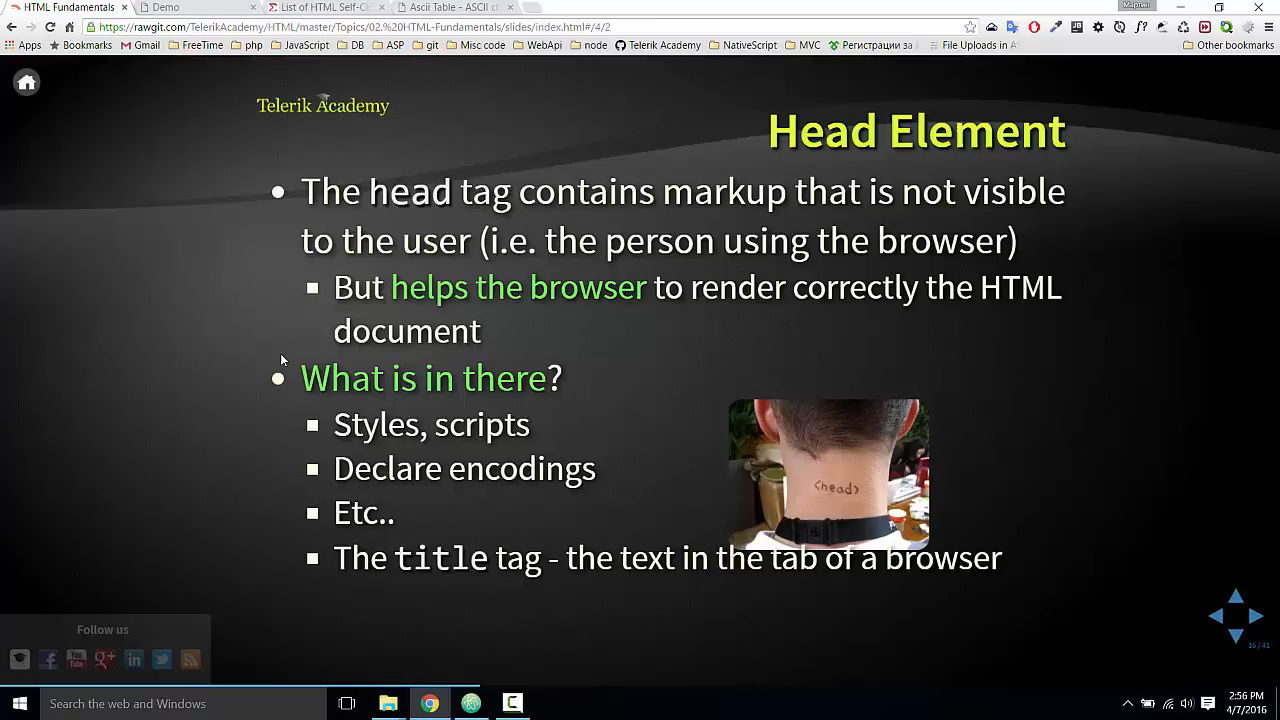 Мартин
HTML Fundamentals
Demo
List of HTML Self-Cl
Ascii Table - ASCII c
https://rawgit.com/TelerikAcademy/HTML/master/Topics/02.%20HTML-Fundamentals/slides/index.html#/4/2
Apps
Bookmarks
Gmail
FreeTime
php
JavaScript
DB
ASP
git
Misc code
WebApi
node
Telerik Academy
NativeScript
MVC
Регистрации за
File Uploads in A
Other bookmarks
Telerik Academy
Head Element
The head tag contains markup that is not visible
to the user (i.e. the person using the browser)
But helps the browser to render correctly the HTML
document
What is in there?
Styles, scripts
Declare encodings
Etc..
<head>
The title tag - the text in the tab of a browser
Follow us
16 / 41
Search the web and Windows
2:56 PM
4/7/2016